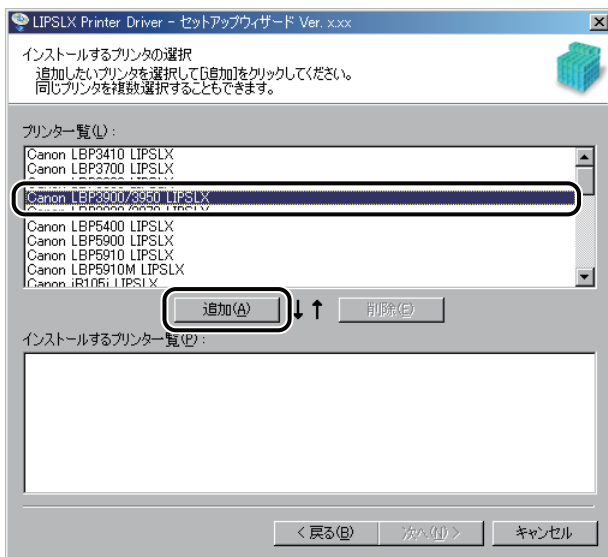 LIPSLX Printer Driver - セットアップウィザード Ver. x.xx
インストールするプリンタの選択
追加したいプリンタを選択して[追加]をクリックしてください。
同じプリンタを複数選択することもできます。
プリンター覧(L):
Canon LBP3410 LIPSLX
Canon LBP3700 LIPSLX
Canon LBP3900/3950 LIPSLX
Canon LBP5400 LIPSLX
Canon LBP5900 LIPSLX
Canon LBP5910 LIPSLX
Canon LBP5910M LIPSLX
Canon iR105i LIPSLX
追加(A) ↓↑ 削除(E)
インストールするプリンター覧(P):
< 戻る(B) 次へ(N) > キャンセル